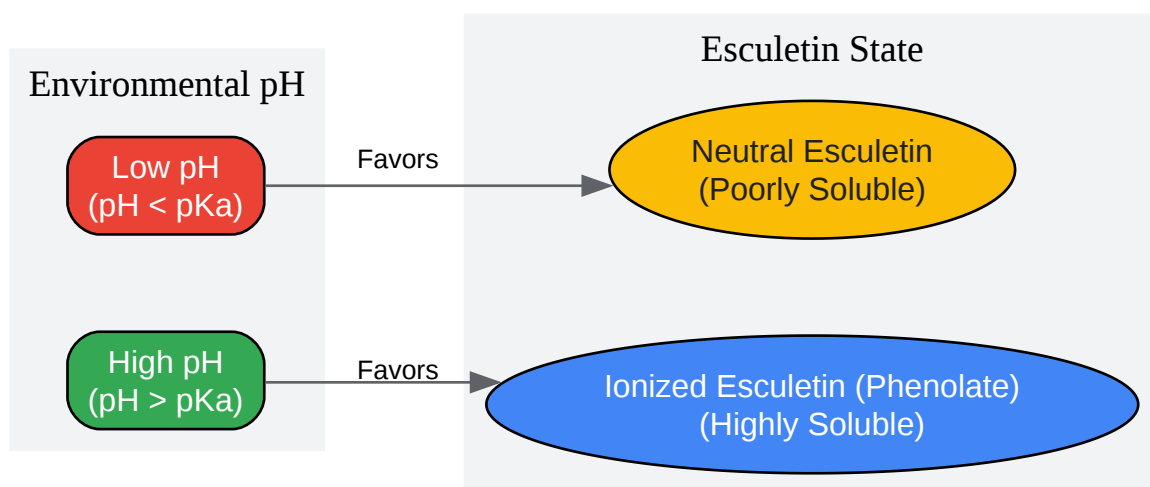 Environmental pH
Low pH
(pH < pKa)
High pH
(pH > pKa)
Favors
Favors
Esculetin State
Neutral Esculetin
(Poorly Soluble)
Ionized Esculetin (Phenolate)
(Highly Soluble)